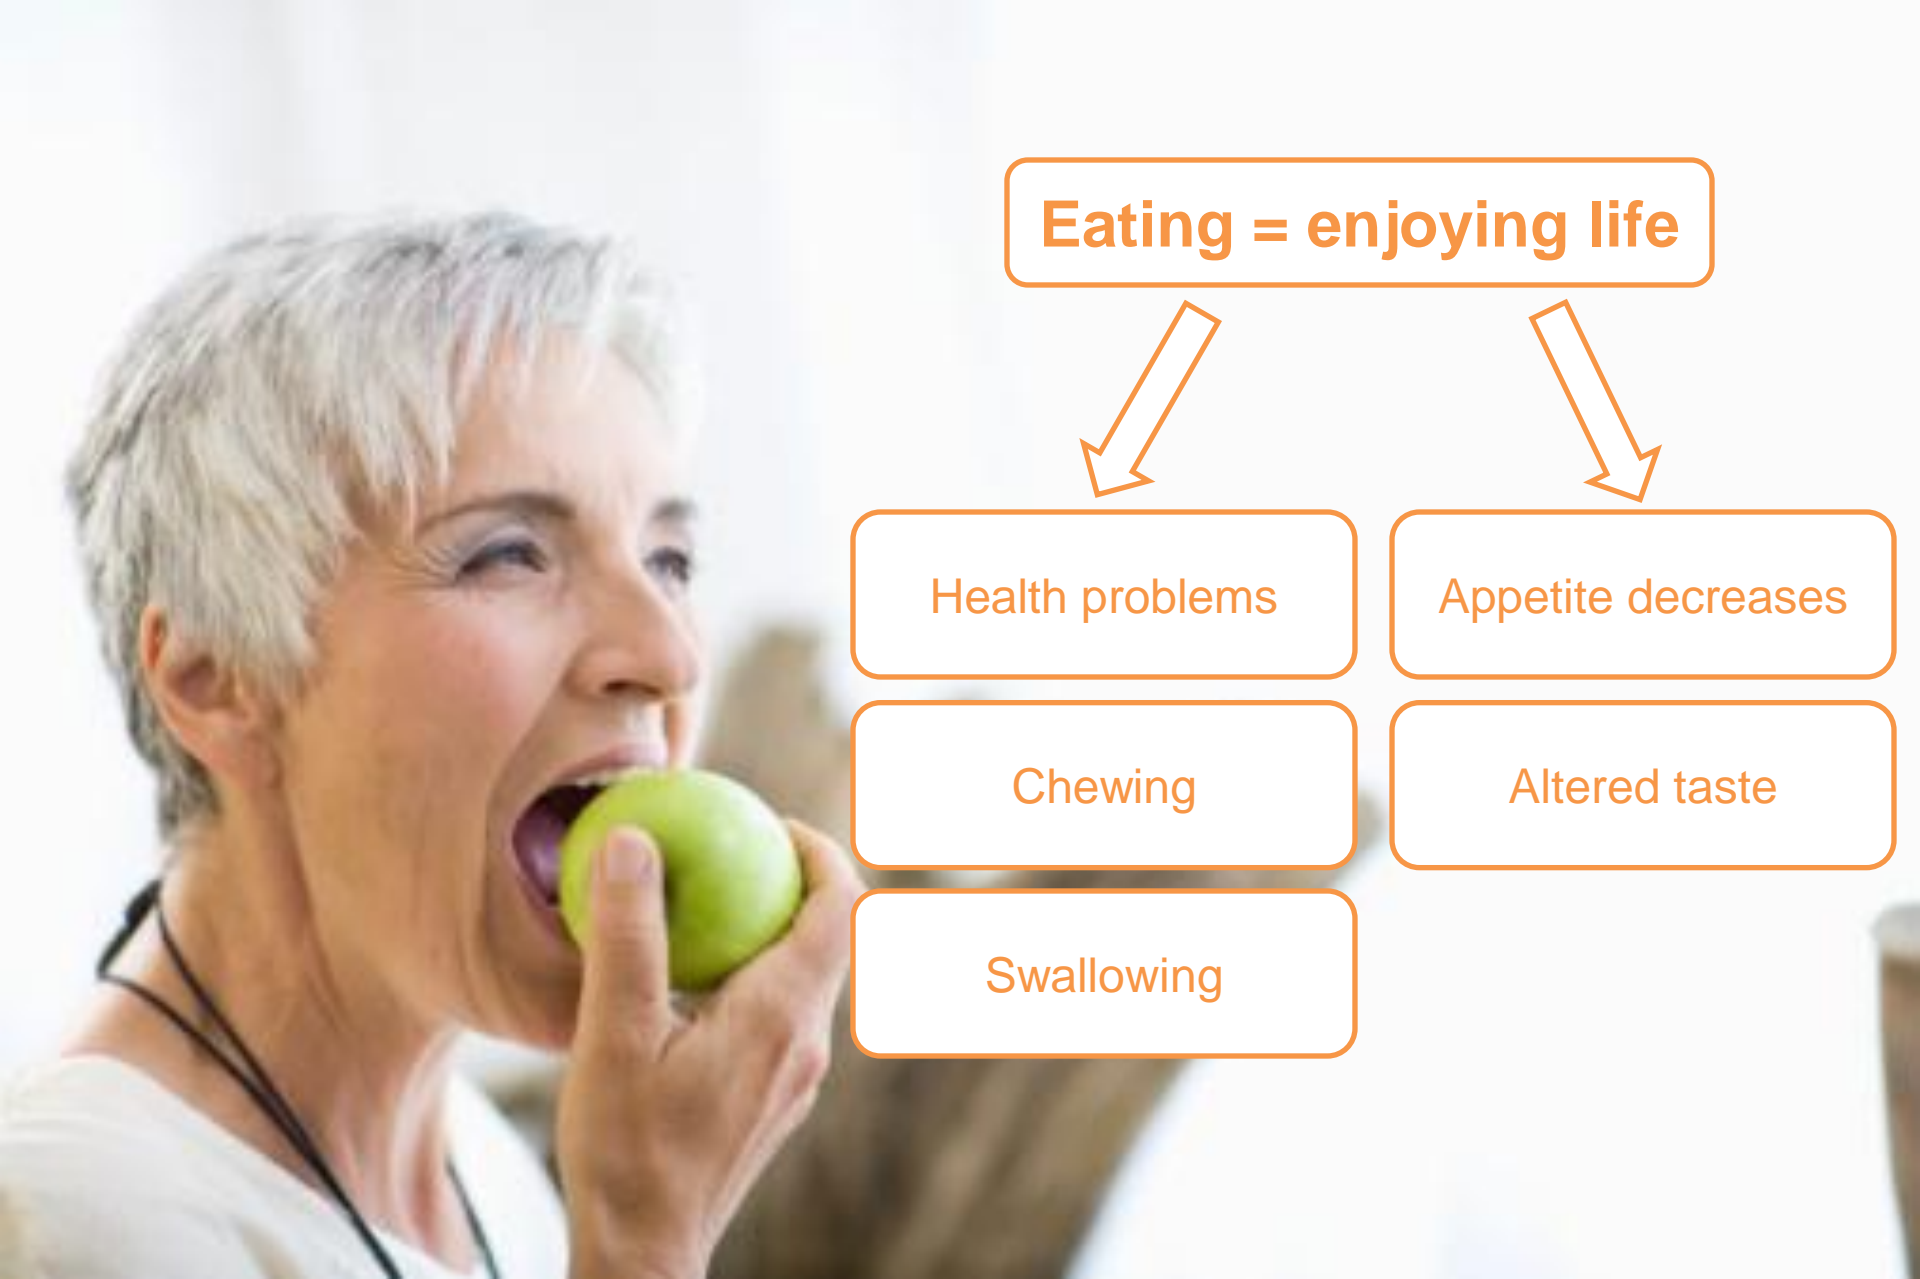 Eating = enjoying life
Health problems
Appetite decreases
Chewing
Altered taste
Swallowing